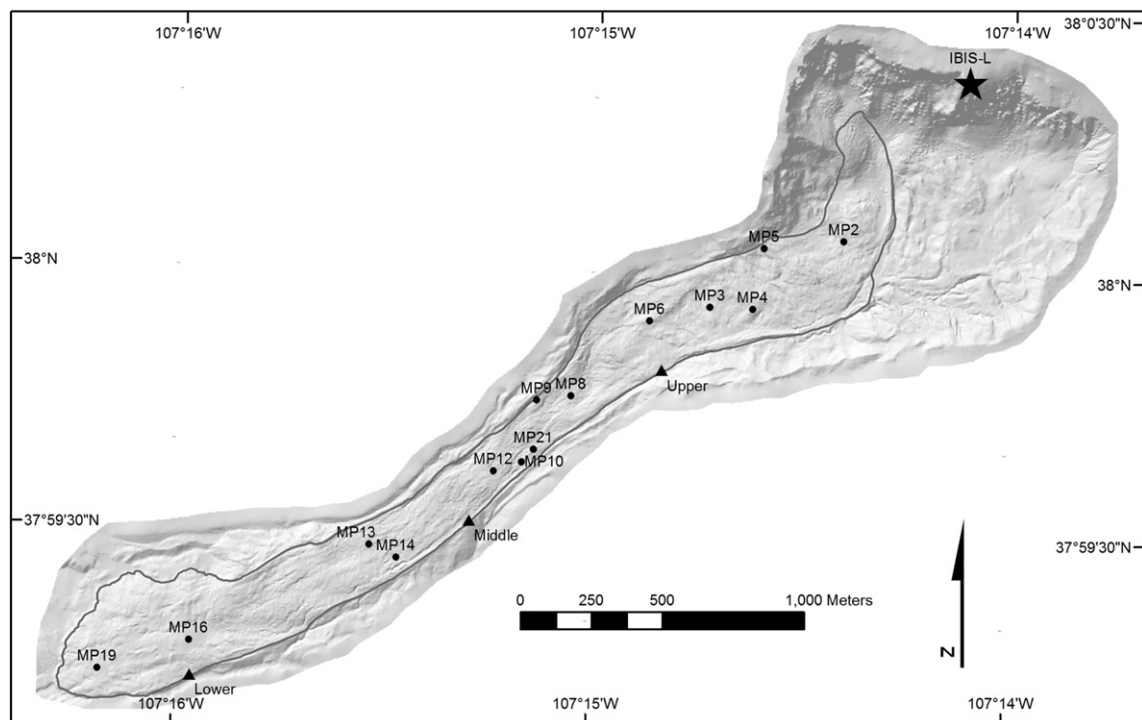 107°16'W
107°15'W
107°14'W
38°0'30"N
IBIS-L
MP5
MP2
38°N
38°N
MP3
MP4
MP6
Upper
MP9
MP8
MP21
MP12
MP10
37°59'30"N
Middle
MP13
MP14
37°59'30"N
0 250 500 1,000 Meters
MP16
N
MP19
Lower
107°16'W
107°15'W
107°14'W